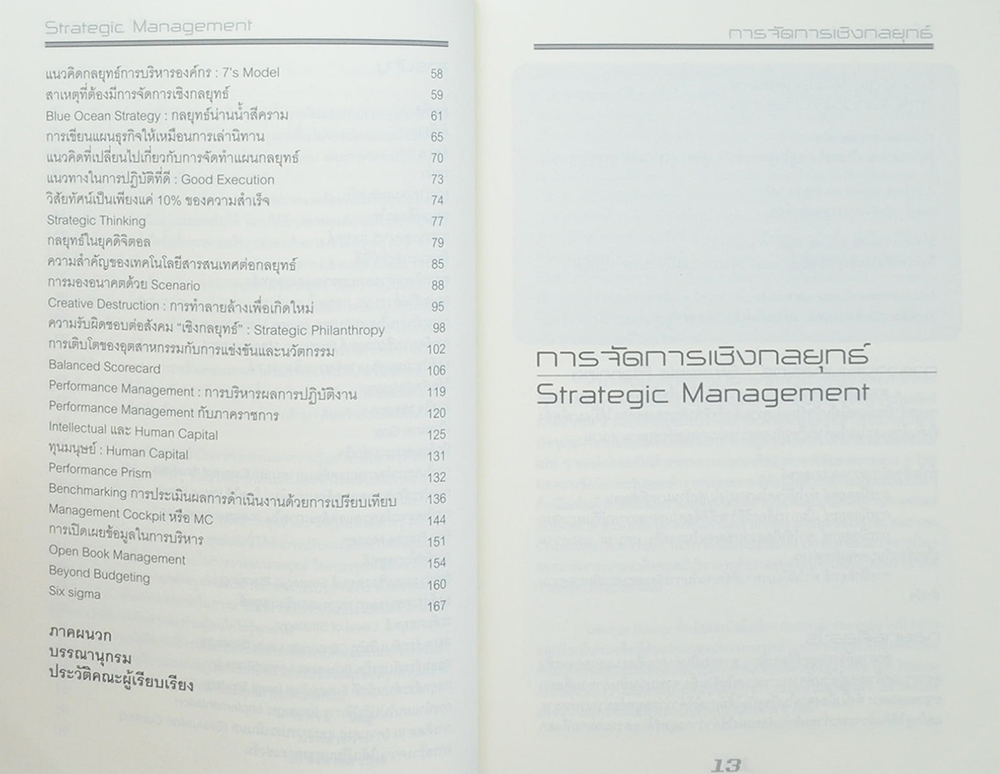 Strategic Management
แนวคิดกลยุทธ์การบริหารองค์กร : 7's Model 58
สาเหตุที่ต้องมีการจัดการเชิงกลยุทธ์ 59
Blue Ocean Strategy : กลยุทธ์น่านน้ำสีคราม 61
การเขียนแผนธุรกิจให้เหมือนการเล่านิทาน 65
แนวคิดที่เปลี่ยนไปเกี่ยวกับการจัดทำแผนกลยุทธ์ 70
แนวทางในการปฏิบัติที่ดี : Good Execution 73
วิสัยทัศน์เป็นเพียงแค่ 10% ของความสำเร็จ 74
Strategic Thinking 77
กลยุทธ์ในยุคดิจิตอล 79
ความสำคัญของเทคโนโลยีสารสนเทศต่อกลยุทธ์ 85
การมองอนาคตด้วย Scenario 88
Creative Destruction : การทำลายล้างเพื่อเกิดใหม่ 95
ความรับผิดชอบต่อสังคม "เชิงกลยุทธ์" : Strategic Philanthropy 98
การเติบโตของอุตสาหกรรมกับการแข่งขันและนวัตกรรม 102
Balanced Scorecard 106
Performance Management : การบริหารผลการปฏิบัติงาน 119
Performance Management กับภาคราชการ 120
Intellectual และ Human Capital 125
ทุนมนุษย์ : Human Capital 131
Performance Prism 132
Benchmarking การประเมินผลการดำเนินงานด้วยการเปรียบเทียบ 136
Management Cockpit หรือ MC 144
การเปิดเผยข้อมูลในการบริหาร 151
Open Book Management 154
Beyond Budgeting 160
Six sigma 167
ภาคผนวก
บรรณานุกรม
ประวัติคณะผู้เรียบเรียง
การจัดการเชิงกลยุทธ์
การจัดการเชิงกลยุทธ์
Strategic Management
13